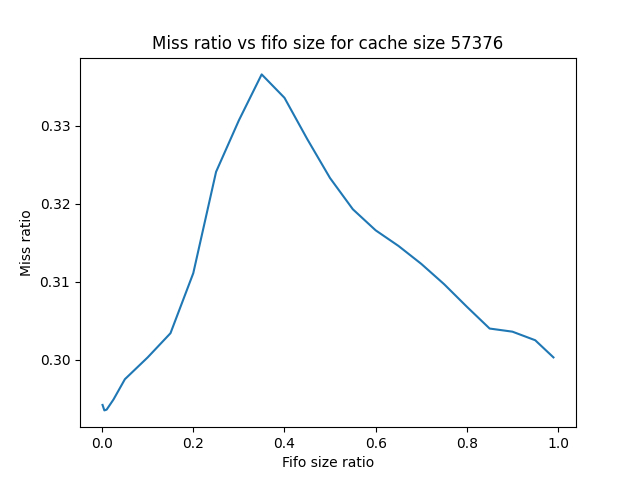 Miss ratio vs fifo size for cache size 57376
Miss ratio
0.33
0.32
0.31
0.30
0.0 0.2 0.4 0.6 0.8 1.0
Fifo size ratio